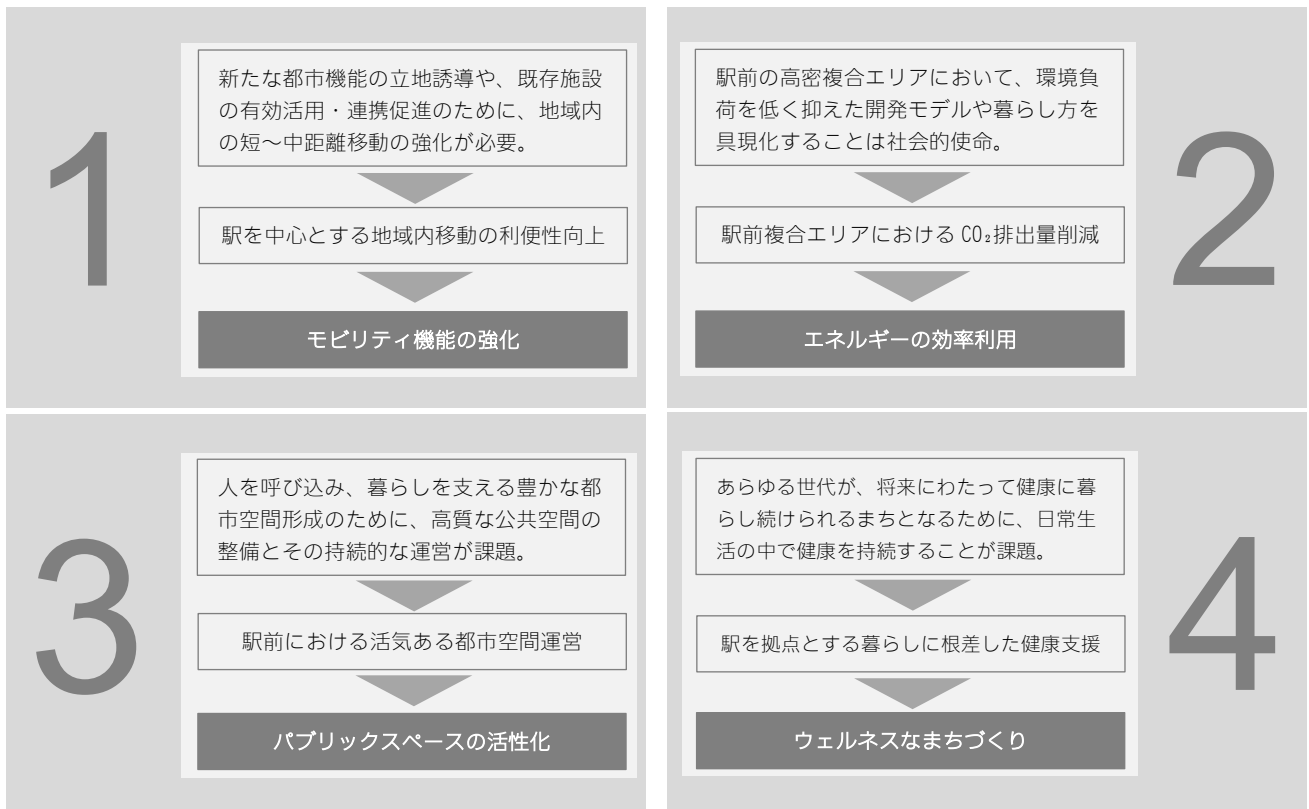 1
新たな都市機能の立地誘導や、既存施設
の有効活用・連携促進のために、地域内
の短～中距離移動の強化が必要。
駅を中心とする地域内移動の利便性向上
モビリティ機能の強化
2
駅前の高密複合エリアにおいて、環境負
荷を低く抑えた開発モデルや暮らし方を
具現化することは社会的使命。
駅前複合エリアにおける CO₂排出量削減
エネルギーの効率利用
3
人を呼び込み、暮らしを支える豊かな都
市空間形成のために、高質な公共空間の
整備とその持続的な運営が課題。
駅前における活気ある都市空間運営
パブリックスペースの活性化
4
あらゆる世代が、将来にわたって健康に暮
らし続けられるまちとなるために、日常生
活の中で健康を持続することが課題。
駅を拠点とする暮らしに根差した健康支援
ウェルネスなまちづくり